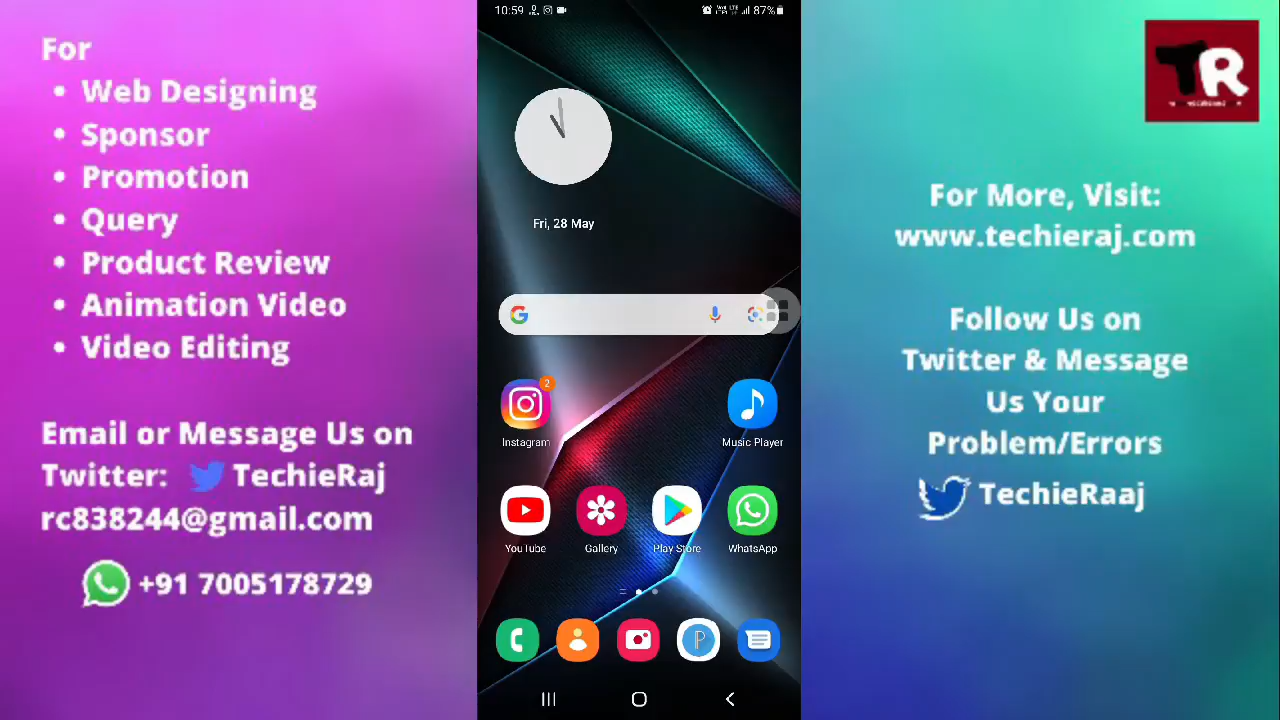 For
• Web Designing
• Sponsor
• Promotion
• Query
• Product Review
• Animation Video
• Video Editing
Email or Message Us on
Twitter: TechieRaj
rc838244@gmail.com
+91 7005178729
10:59
87%
Fri, 28 May
2
Instagram
Music Player
YouTube
Gallery
Play Store
WhatsApp
TR
For More, Visit:
www.techieraj.com
Follow Us on
Twitter & Message
Us Your
Problem/Errors
TechieRaaj